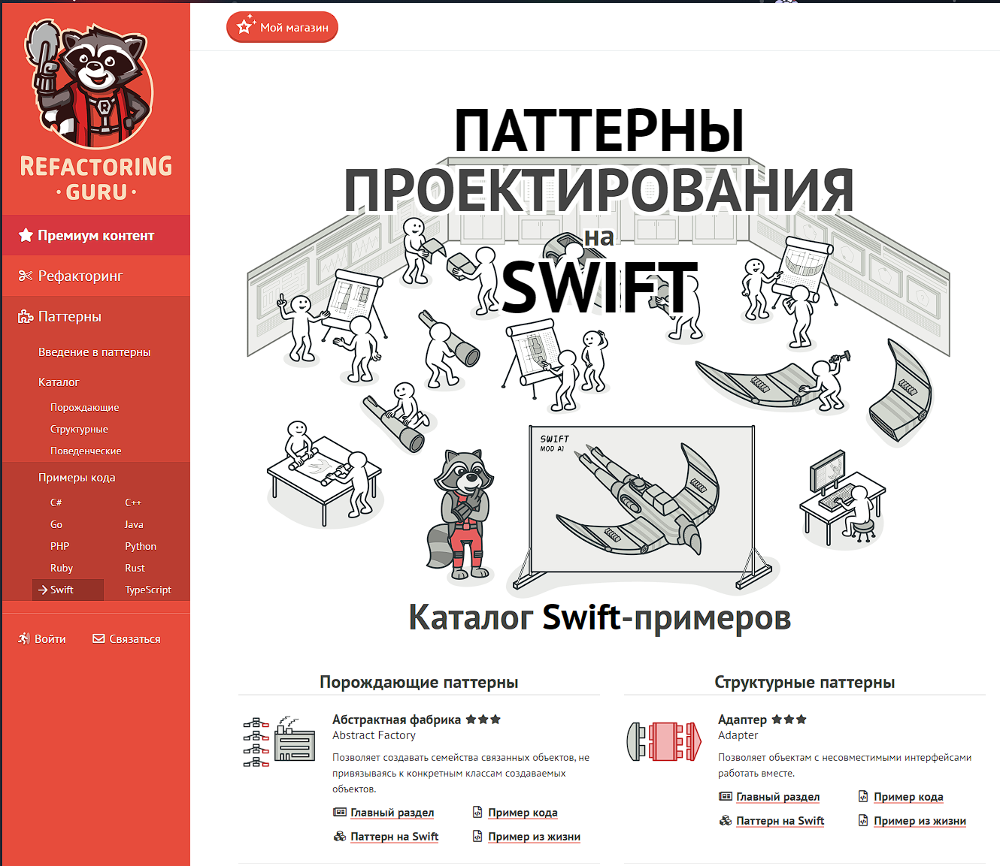 REFACTORING
· GURU ·
Премиум контент
Рефакторинг
Паттерны
Введение в паттерны
Каталог
Порождающие
Структурные
Поведенческие
Примеры кода
C# C++
Go Java
PHP Python
Ruby Rust
Swift TypeScript
Войти Связаться
Мой магазин
ПАТТЕРНЫ
ПРОЕКТИРОВАНИЯ
на
SWIFT
SWIFT
MOD A1
Каталог Swift-примеров
Порождающие паттерны
Абстрактная фабрика
Abstract Factory
Позволяет создавать семейства связанных объектов, не
привязываясь к конкретным классам создаваемых
объектов.
Главный раздел Пример кода
Паттерн на Swift Пример из жизни
Структурные паттерны
Адаптер
Adapter
Позволяет объектам с несовместимыми интерфейсами
работать вместе.
Главный раздел Пример кода
Паттерн на Swift Пример из жизни